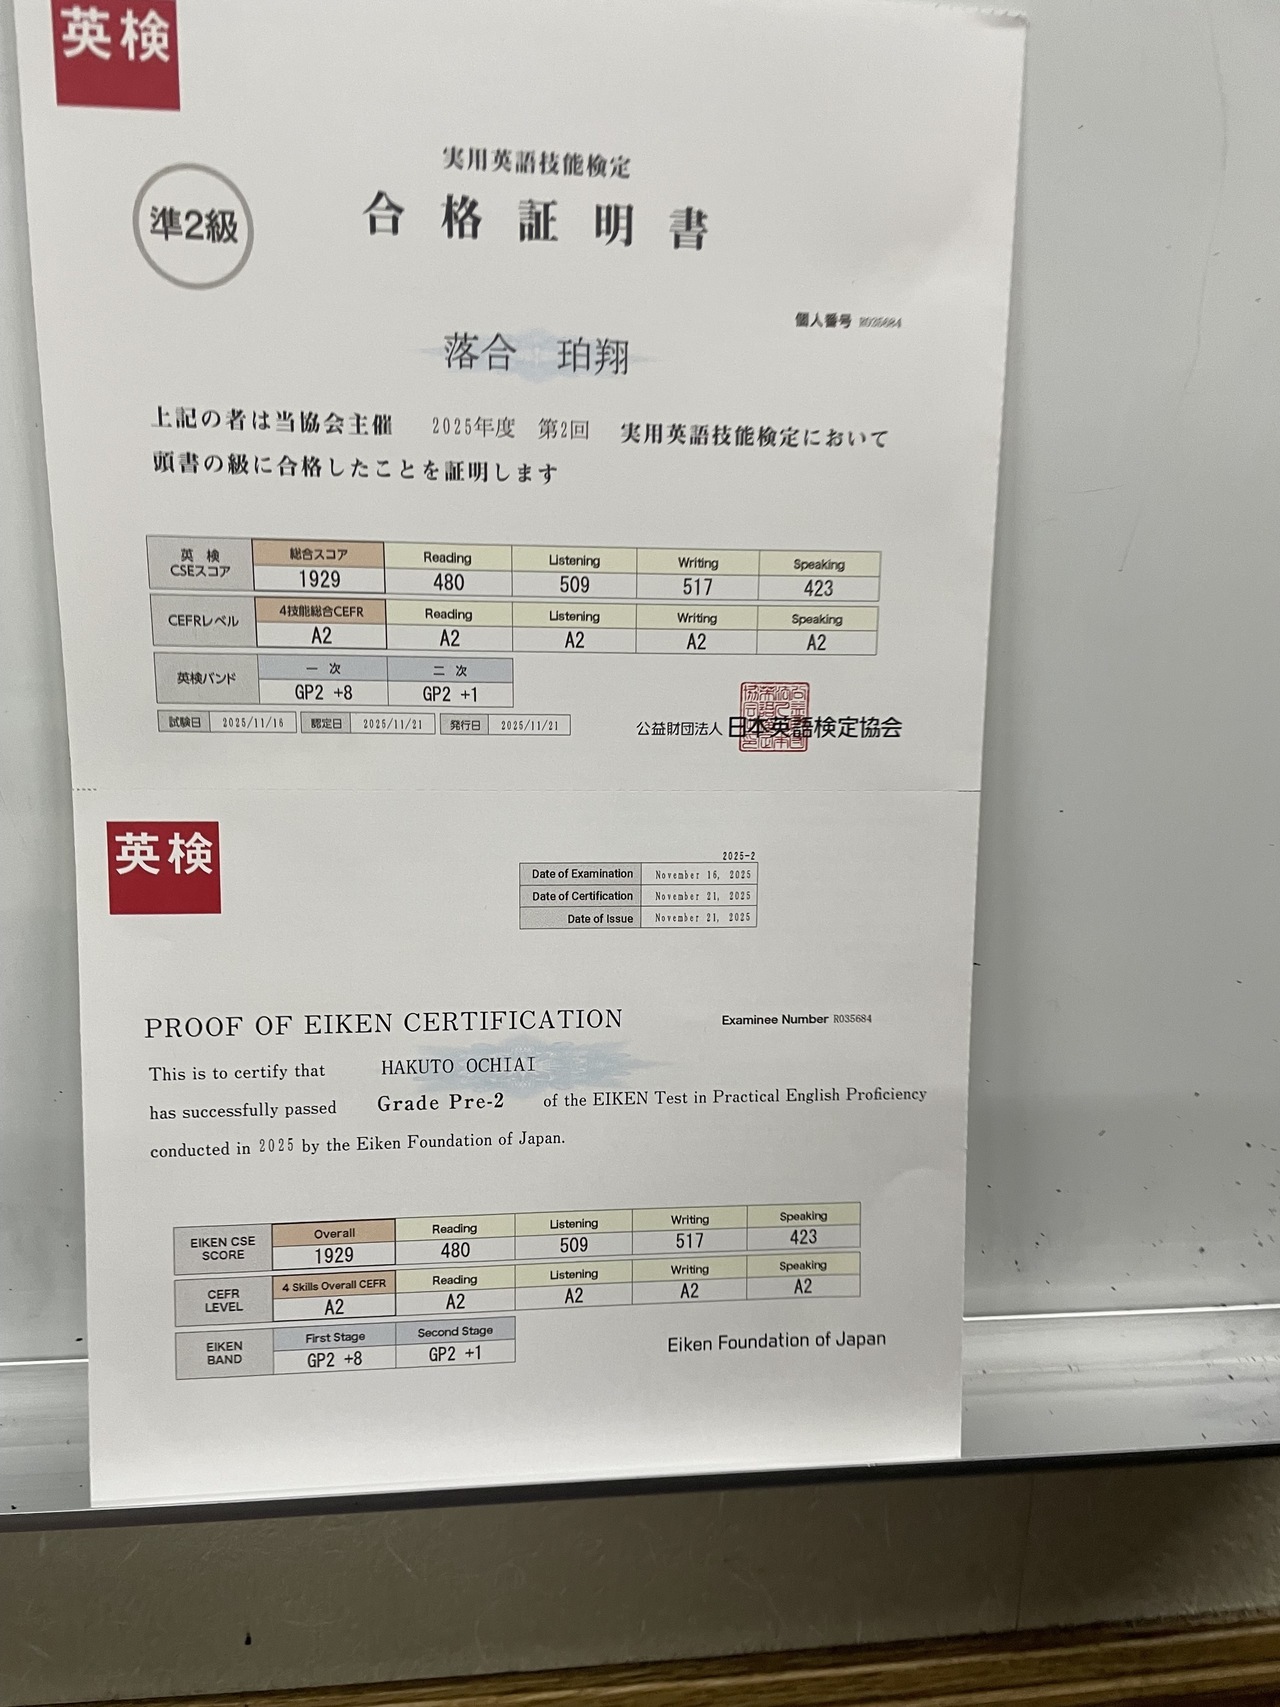 英検
実用英語技能検定
準2級
合格証明書
個人番号 R035684
落合 珀翔
上記の者は当協会主催 2025年度 第2回 実用英語技能検定において
頭書の級に合格したことを証明します
英検 CSEスコア
総合スコア Reading Listening Writing Speaking
1929 480 509 517 423
CEFRレベル
4技能総合CEFR Reading Listening Writing Speaking
A2 A2 A2 A2 A2
英検バンド
一次 二次
GP2 +8 GP2 +1
試験日 2025/11/16 認定日 2025/11/21 発行日 2025/11/21
公益財団法人 日本英語検定協会
英検
2025-2
Date of Examination November 16, 2025
Date of Certification November 21, 2025
Date of Issue November 21, 2025
PROOF OF EIKEN CERTIFICATION
Examinee Number R035684
This is to certify that HAKUTO OCHIAI
has successfully passed Grade Pre-2 of the EIKEN Test in Practical English Proficiency
conducted in 2025 by the Eiken Foundation of Japan.
EIKEN CSE SCORE
Overall Reading Listening Writing Speaking
1929 480 509 517 423
CEFR LEVEL
4 Skills Overall CEFR Reading Listening Writing Speaking
A2 A2 A2 A2 A2
EIKEN BAND
First Stage Second Stage
GP2 +8 GP2 +1
Eiken Foundation of Japan